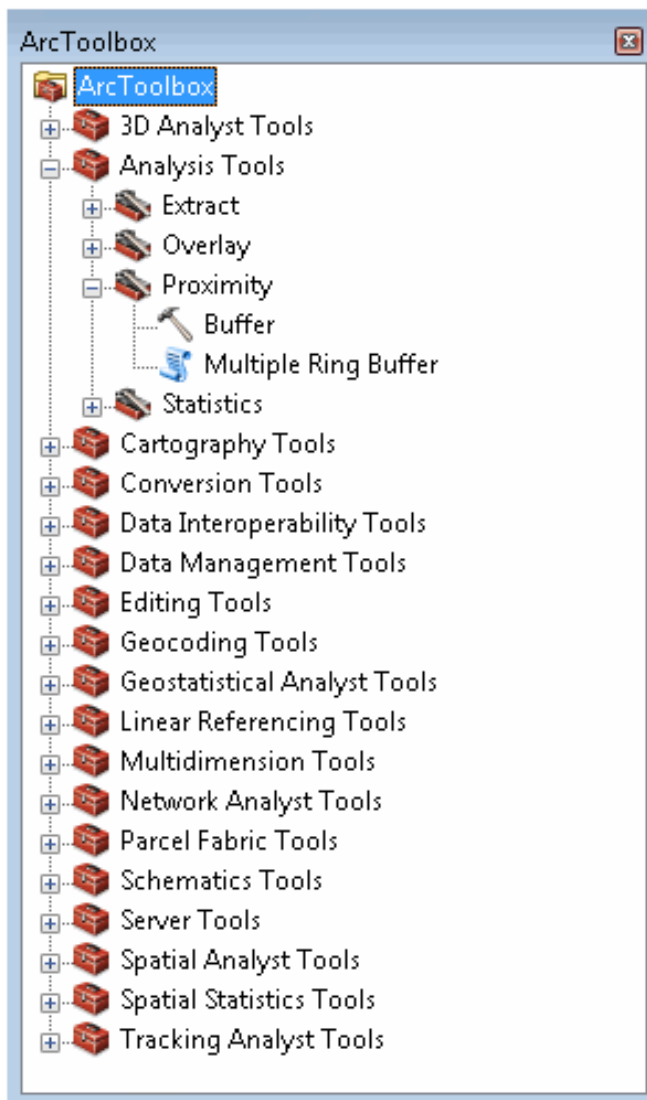 ArcToolbox
ArcToolbox
3D Analyst Tools
Analysis Tools
Extract
Overlay
Proximity
Buffer
Multiple Ring Buffer
Statistics
Cartography Tools
Conversion Tools
Data Interoperability Tools
Data Management Tools
Editing Tools
Geocoding Tools
Geostatistical Analyst Tools
Linear Referencing Tools
Multidimension Tools
Network Analyst Tools
Parcel Fabric Tools
Schematics Tools
Server Tools
Spatial Analyst Tools
Spatial Statistics Tools
Tracking Analyst Tools